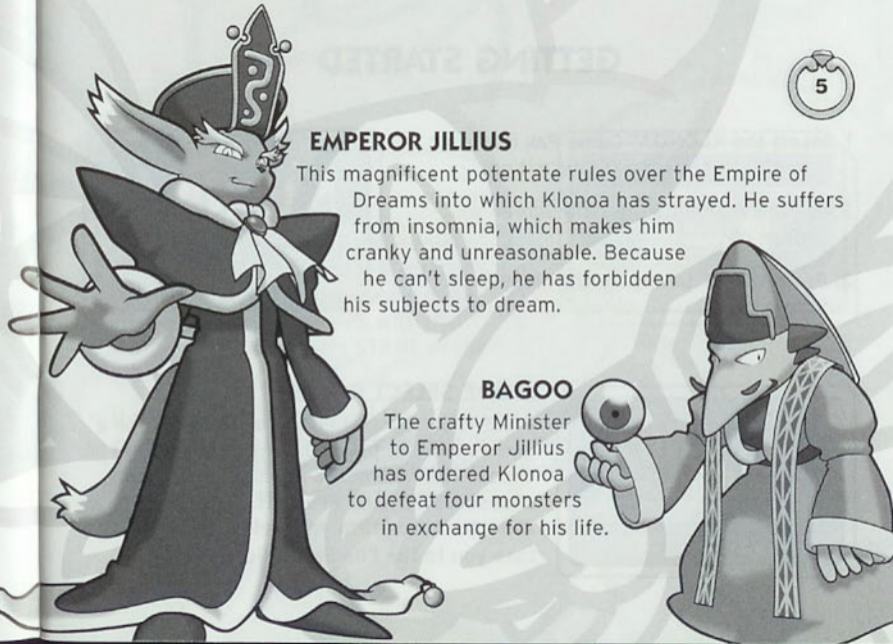 5
EMPEROR JILLIUS
This magnificent potentate rules over the Empire of
Dreams into which Klonoa has strayed. He suffers
from insomnia, which makes him
cranky and unreasonable. Because
he can't sleep, he has forbidden
his subjects to dream.
BAGOO
The crafty Minister
to Emperor Jillius
has ordered Klonoa
to defeat four monsters
in exchange for his life.
GETTING STARTED